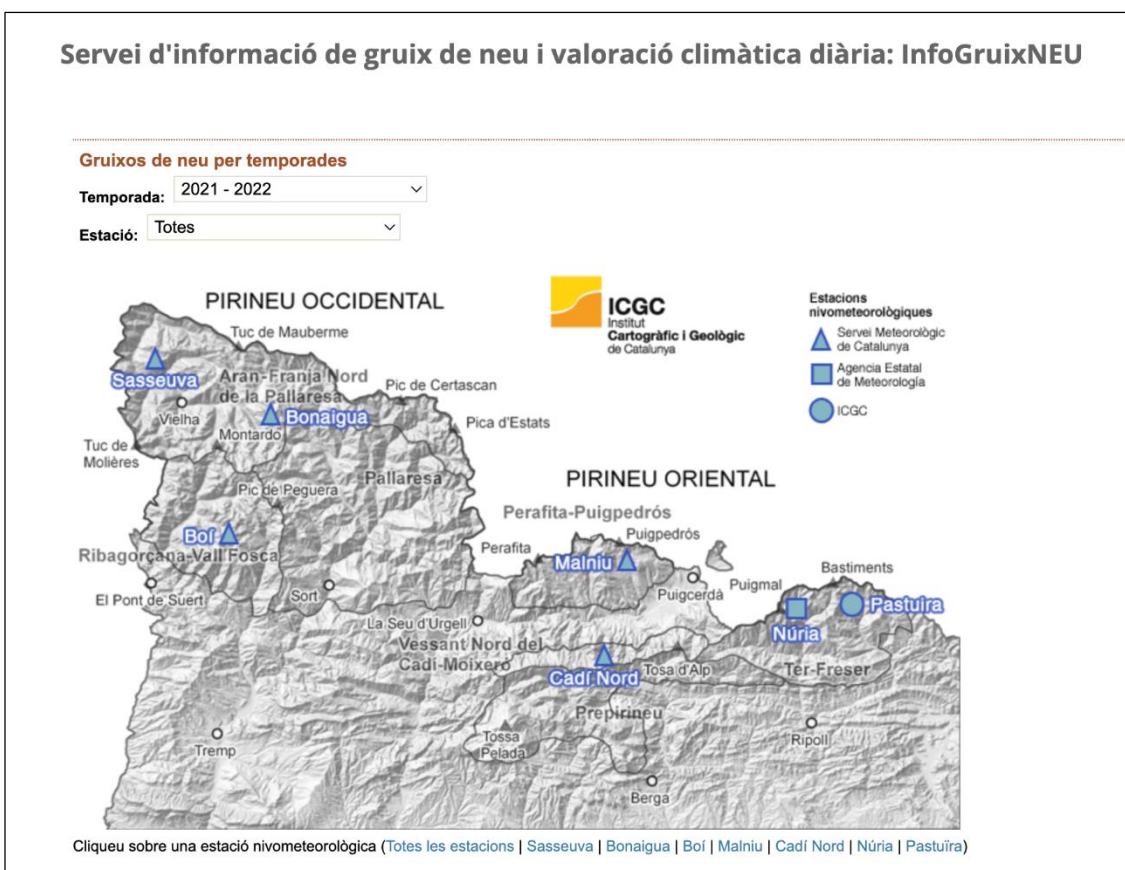 Servei d'informació de gruix de neu i valoració climàtica diària: InfoGruixNEU
Gruixos de neu per temporades
Temporada: 2021 - 2022
Estació: Totes
PIRINEU OCCIDENTAL
Tuc de Mauberme
Sasseuva
Aran-Franja Nord
de la Pallaresa
Pic de Certascan
Vielha
Bonaigua
Montardo
Pica d'Estats
Tuc de
Molières
Pic de Peguera
Pallaresa
Boí
Ribagorçana-Vall Fosca
El Pont de Suert
Sort
ICGC
Institut
Cartogràfic i Geològic
de Catalunya
Estacions
nivometeorològiques
Servei Meteorològic
de Catalunya
Agencia Estatal
de Meteorología
ICGC
PIRINEU ORIENTAL
Perafita-Puigpedrós
Puigpedrós
Perafita
Malniu
Puigcerdà
Puigmal
Bastiments
Pastuira
Núria
La Seu d'Urgell
Vessant Nord del
Cadí-Moixeró
Cadí Nord
Tosa d'Alp
Ter-Freser
Prepirineu
Tossa
Pelada
Ripoll
Tremp
Berga
Cliqueu sobre una estació nivometeorològica (Totes les estacions | Sasseuva | Bonaigua | Boí | Malniu | Cadí Nord | Núria | Pastuïra)